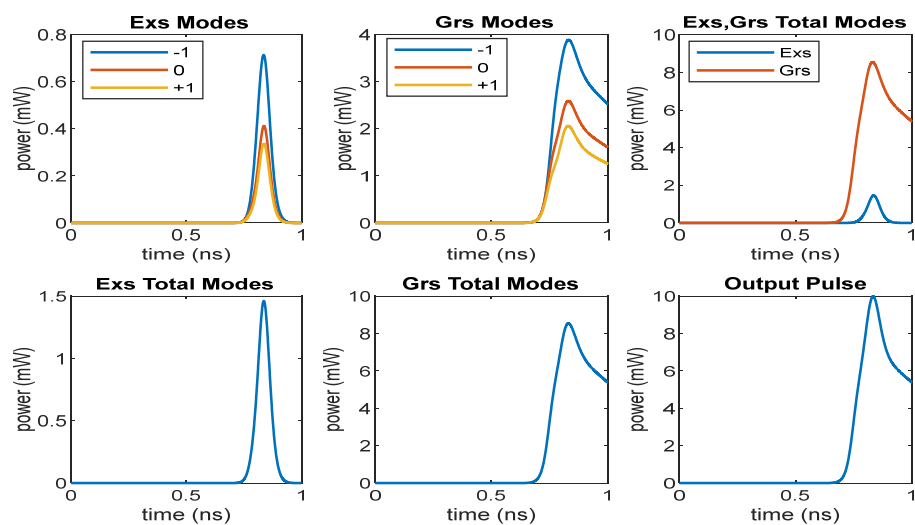 Exs Modes
0.8
0.6
0.4
0.2
0
power (mW)
-1
0
+1
0
0.5
1
time (ns)
Grs Modes
4
3
2
1
0
power (mW)
-1
0
+1
0
0.5
1
time (ns)
Exs,Grs Total Modes
10
8
6
4
2
0
power (mW)
Exs
Grs
0
0.5
1
time (ns)
Exs Total Modes
1.5
1
0.5
0
power (mW)
0
0.5
1
time (ns)
Grs Total Modes
10
8
6
4
2
0
power (mW)
0
0.5
1
time (ns)
Output Pulse
10
8
6
4
2
0
power (mW)
0
0.5
1
time (ns)